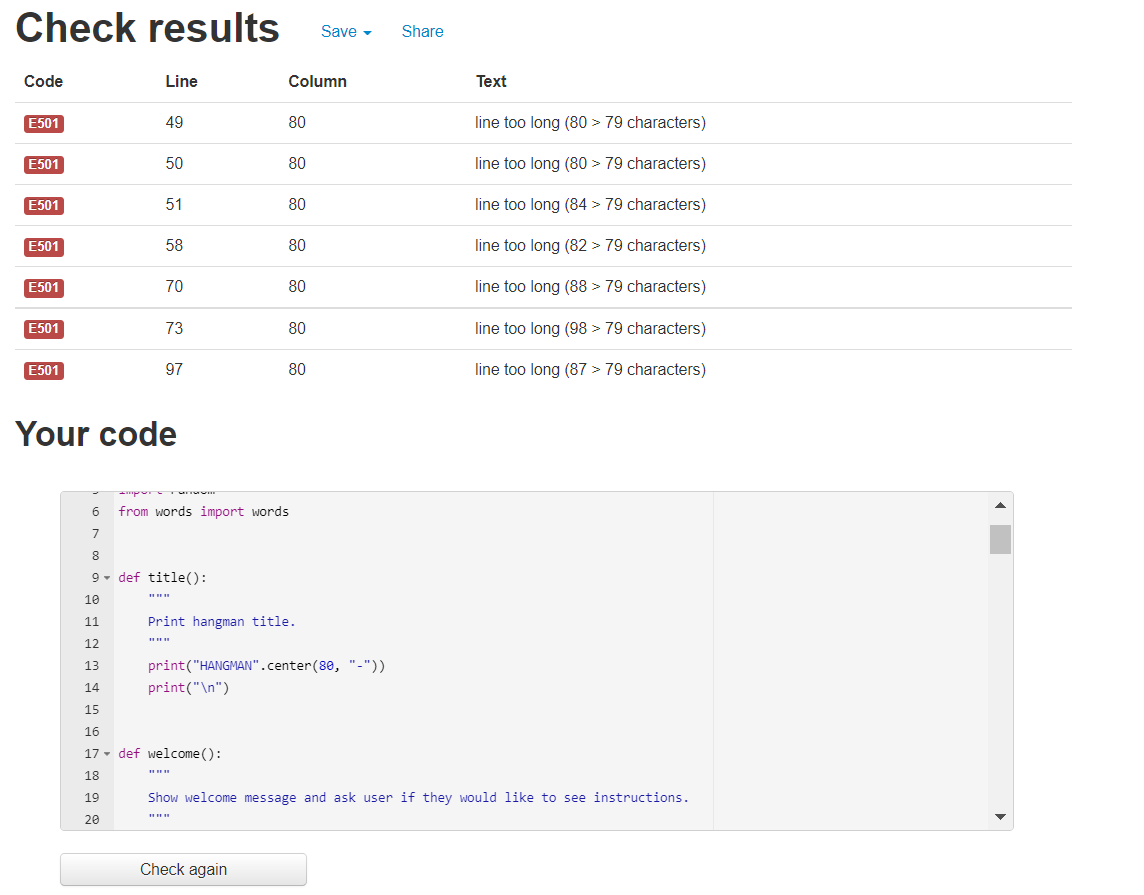 Check results Save Share
Code Line Column Text
E501 49 80 line too long (80 > 79 characters)
E501 50 80 line too long (80 > 79 characters)
E501 51 80 line too long (84 > 79 characters)
E501 58 80 line too long (82 > 79 characters)
E501 70 80 line too long (88 > 79 characters)
E501 73 80 line too long (98 > 79 characters)
E501 97 80 line too long (87 > 79 characters)
Your code
5 import random
6 from words import words
7
8
9 def title():
10 """
11 Print hangman title.
12 """
13 print("HANGMAN".center(80, "-"))
14 print("\n")
15
16
17 def welcome():
18 """
19 Show welcome message and ask user if they would like to see instructions.
20 """
Check again